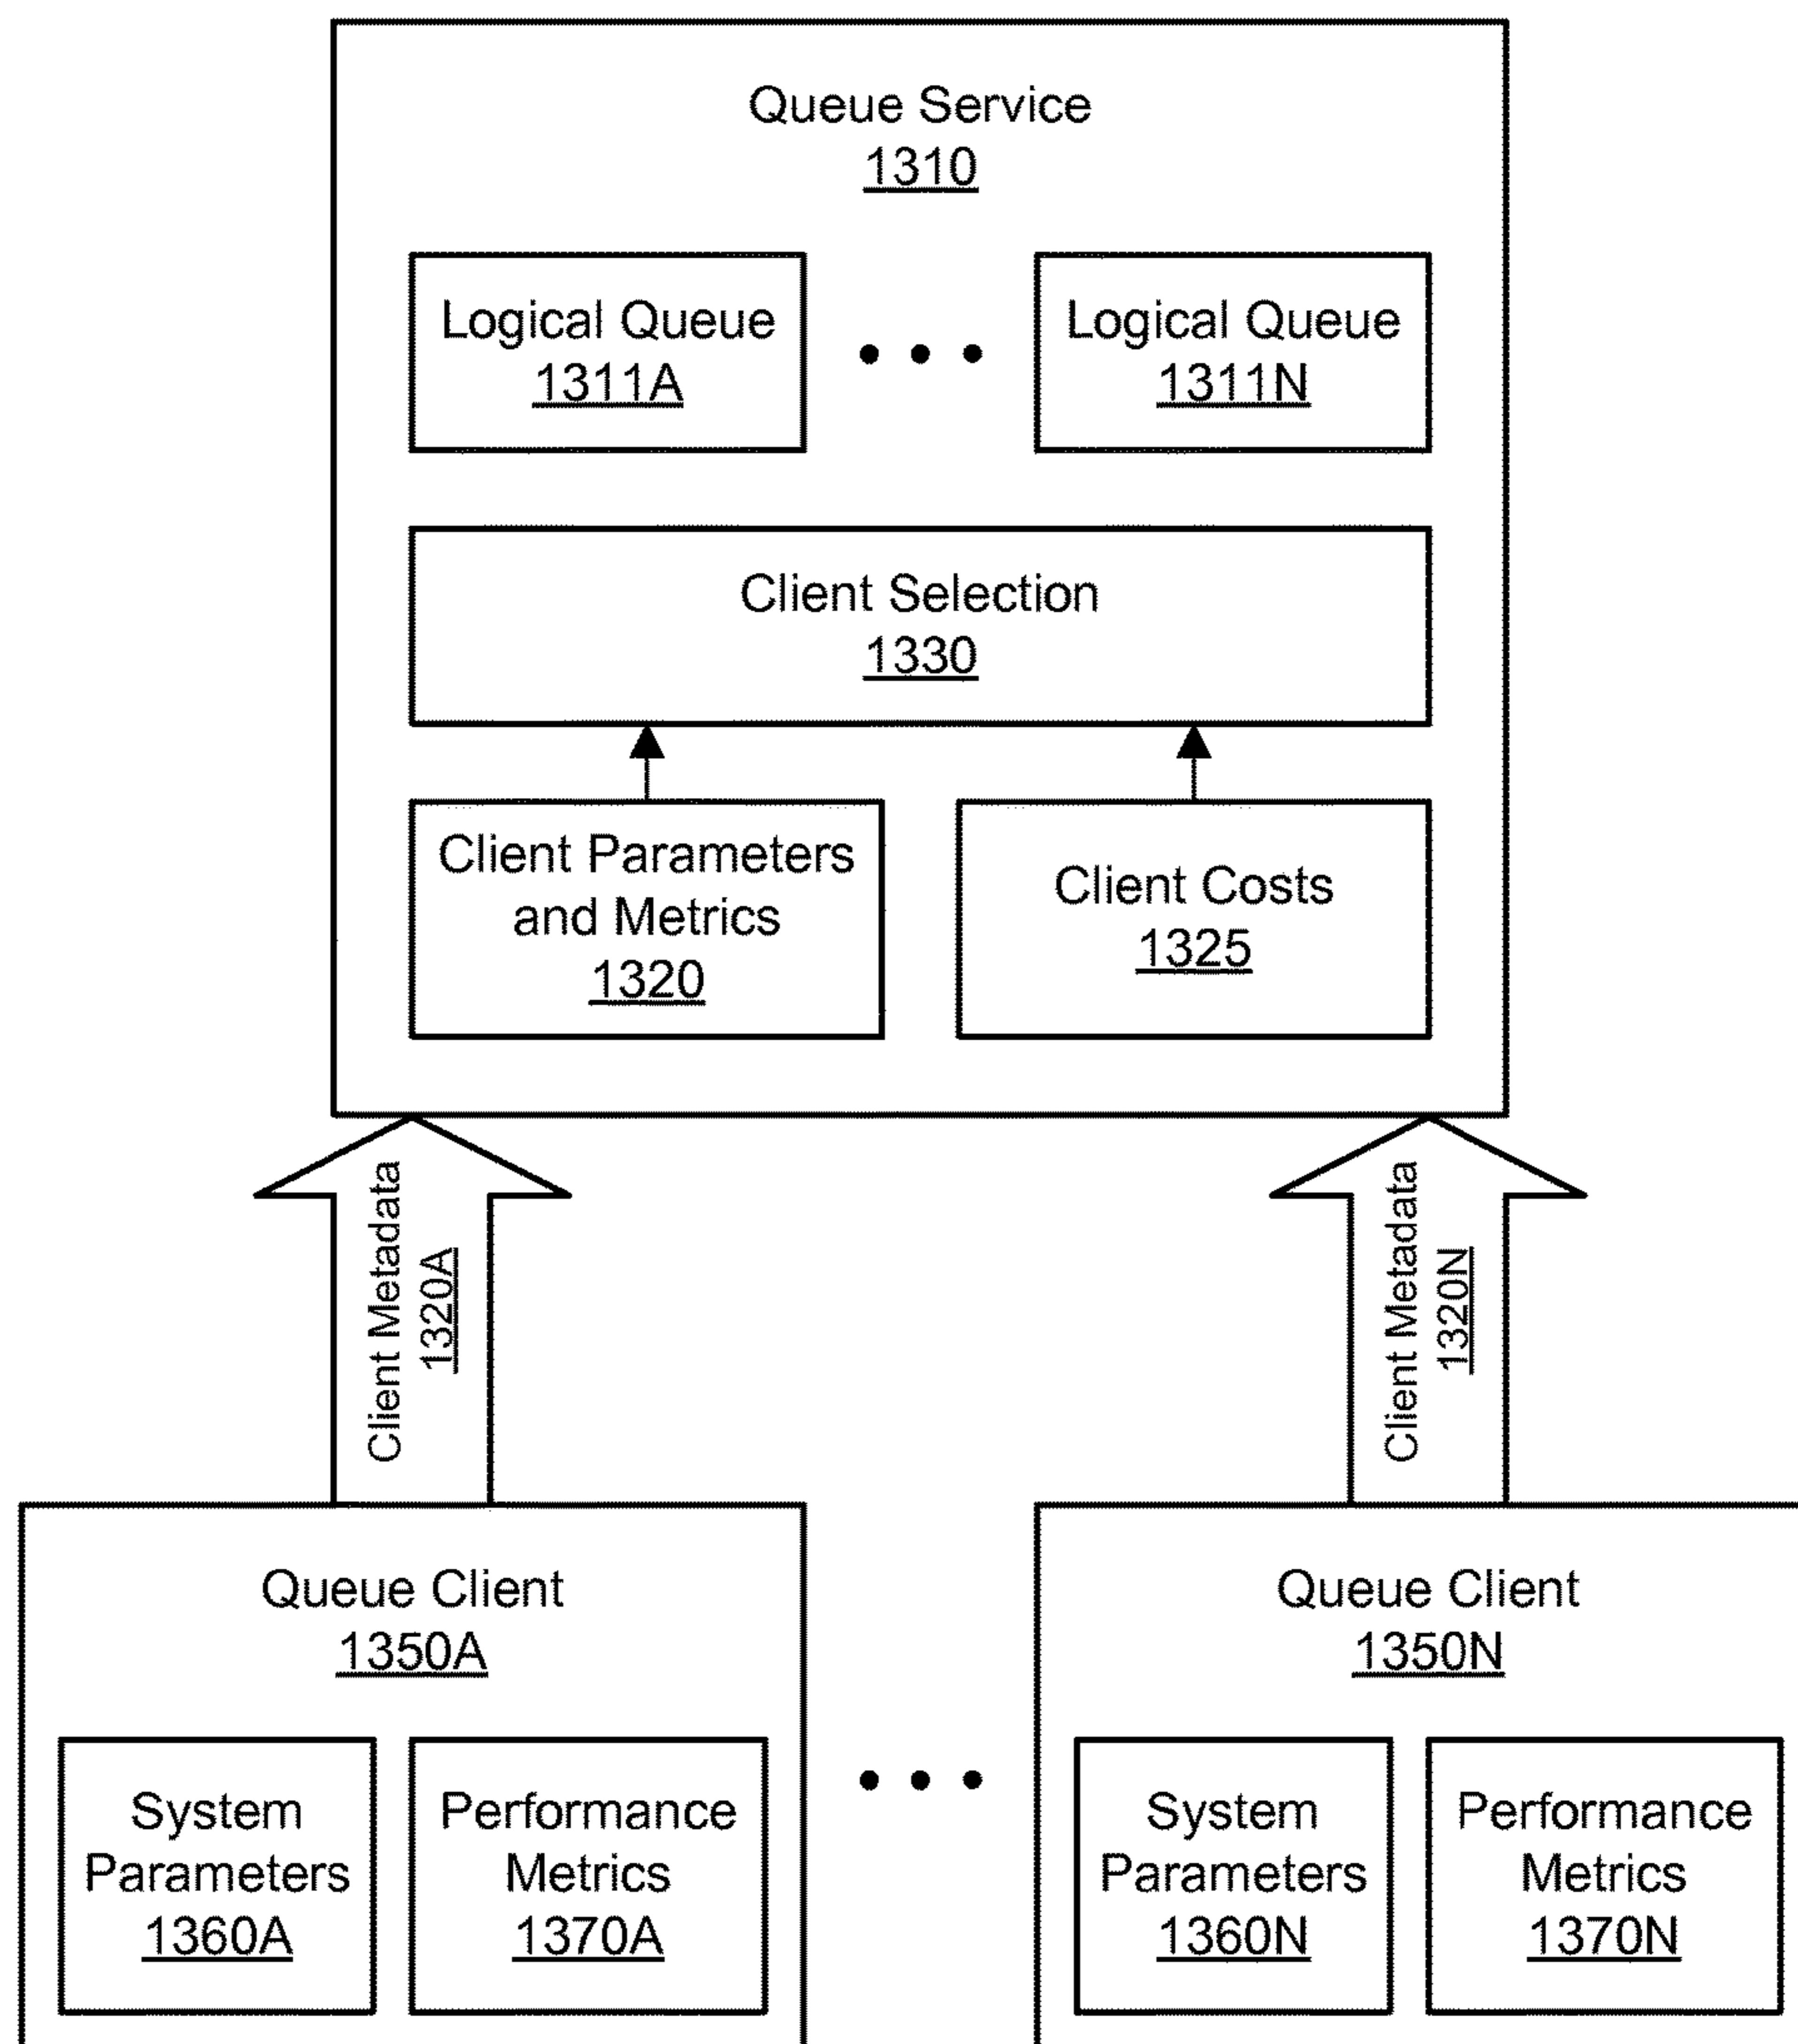 Queue Service
1310
Logical Queue
1311A
Logical Queue
1311N
Client Selection
1330
Client Parameters
and Metrics
1320
Client Costs
1325
Client Metadata
1320A
Client Metadata
1320N
Queue Client
1350A
System
Parameters
1360A
Performance
Metrics
1370A
Queue Client
1350N
System
Parameters
1360N
Performance
Metrics
1370N